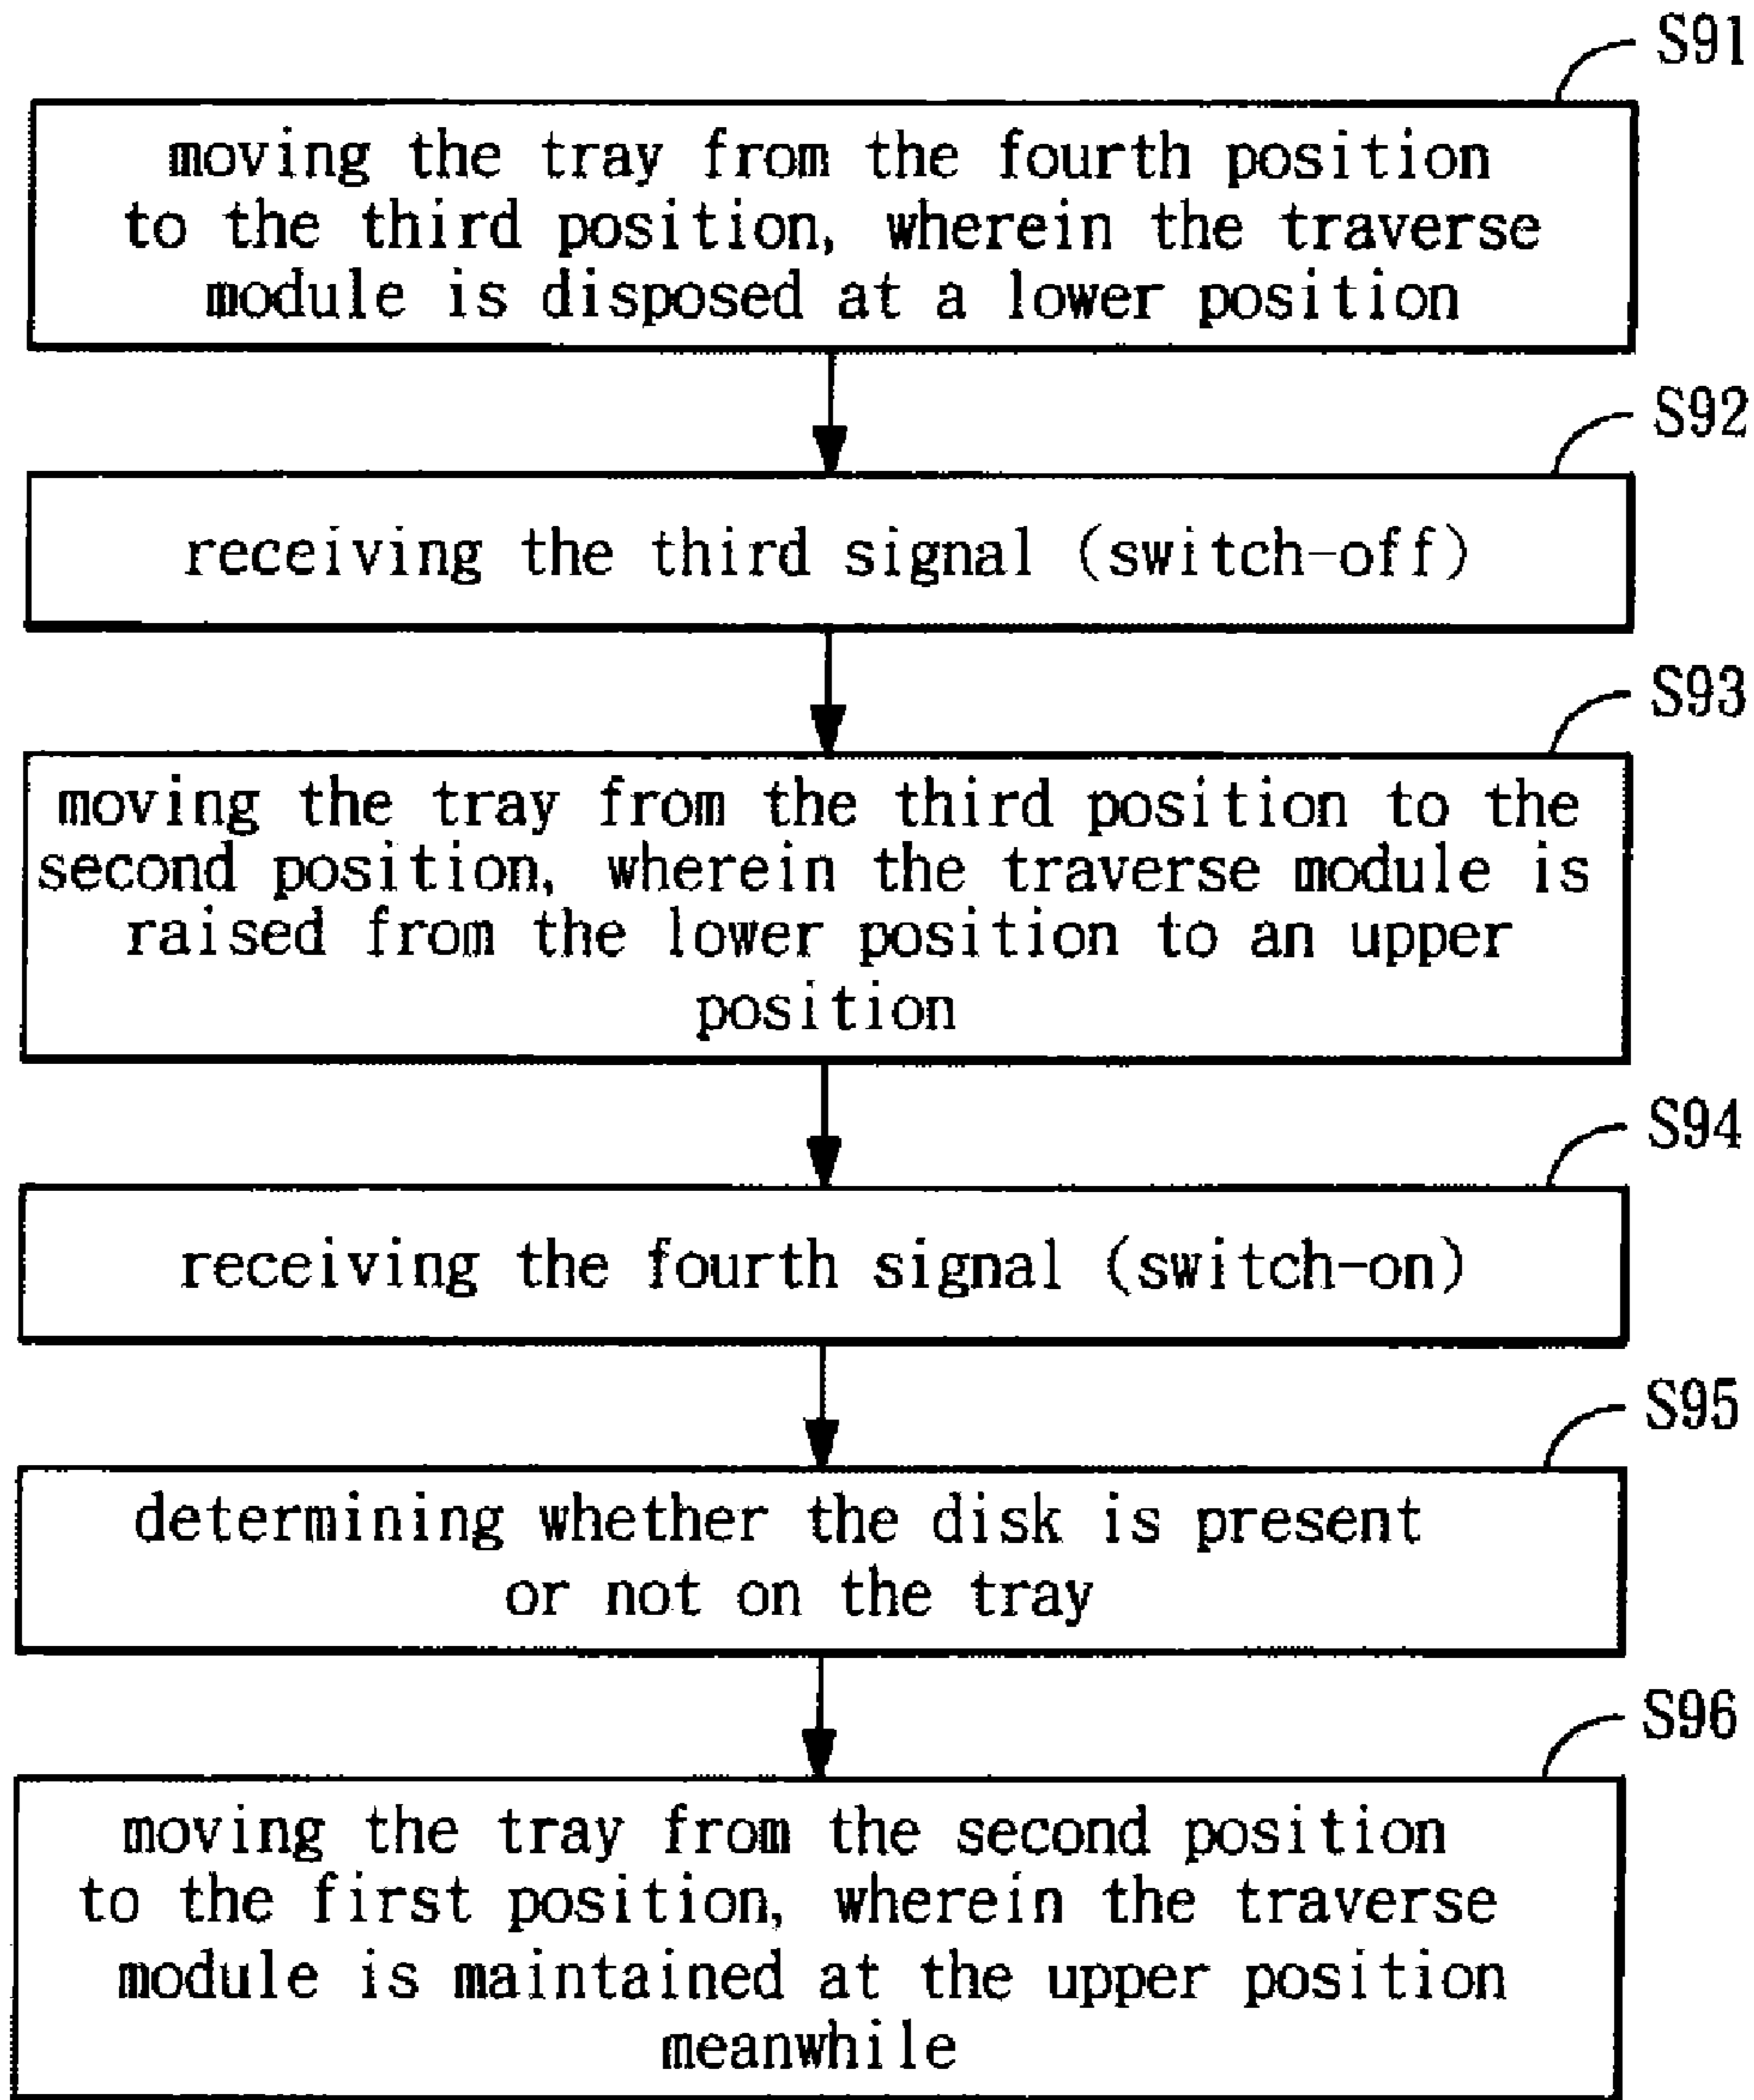 S91
moving the tray from the fourth position
to the third position, wherein the traverse
module is disposed at a lower position
S92
receiving the third signal (switch-off)
S93
moving the tray from the third position to the
second position, wherein the traverse module is
raised from the lower position to an upper
position
S94
receiving the fourth signal (switch-on)
S95
determining whether the disk is present
or not on the tray
S96
moving the tray from the second position
to the first position, wherein the traverse
module is maintained at the upper position
meanwhile